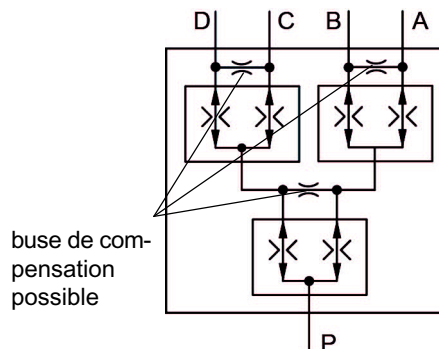 D C B A
buse de com-
pensation
possible
P